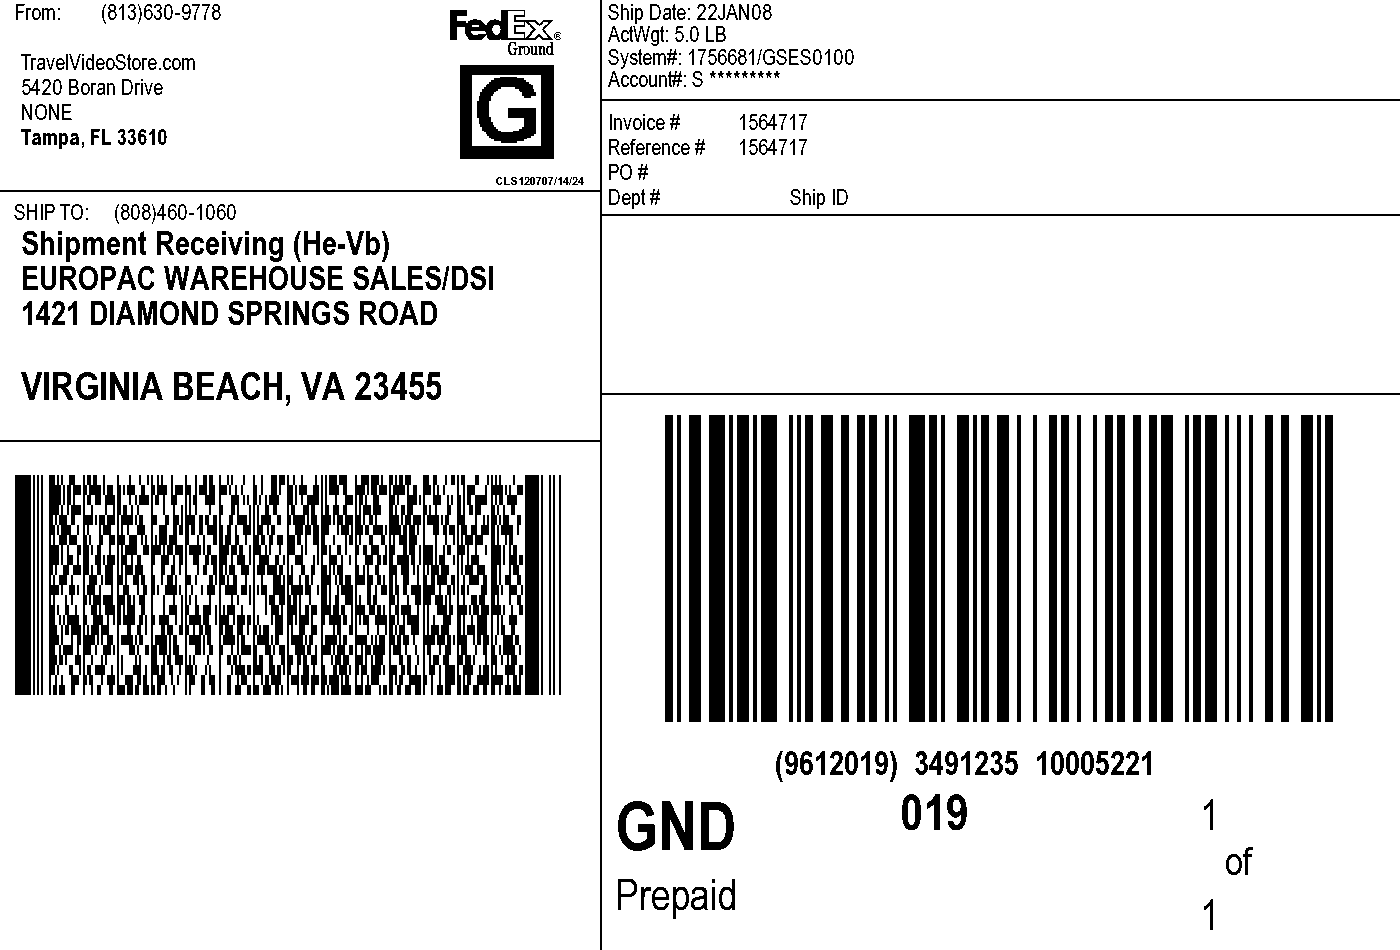 From: (813)630-9778
TravelVideoStore.com
5420 Boran Drive
NONE
Tampa, FL 33610
FedEx®
Ground
G
CLS120707/14/24
Ship Date: 22JAN08
ActWgt: 5.0 LB
System#: 1756681/GSES0100
Account#: S *********
Invoice # 1564717
Reference # 1564717
PO #
Dept # Ship ID
SHIP TO: (808)460-1060
Shipment Receiving (He-Vb)
EUROPAC WAREHOUSE SALES/DSI
1421 DIAMOND SPRINGS ROAD
VIRGINIA BEACH, VA 23455
(9612019) 3491235 10005221
GND 019 1
of
Prepaid 1